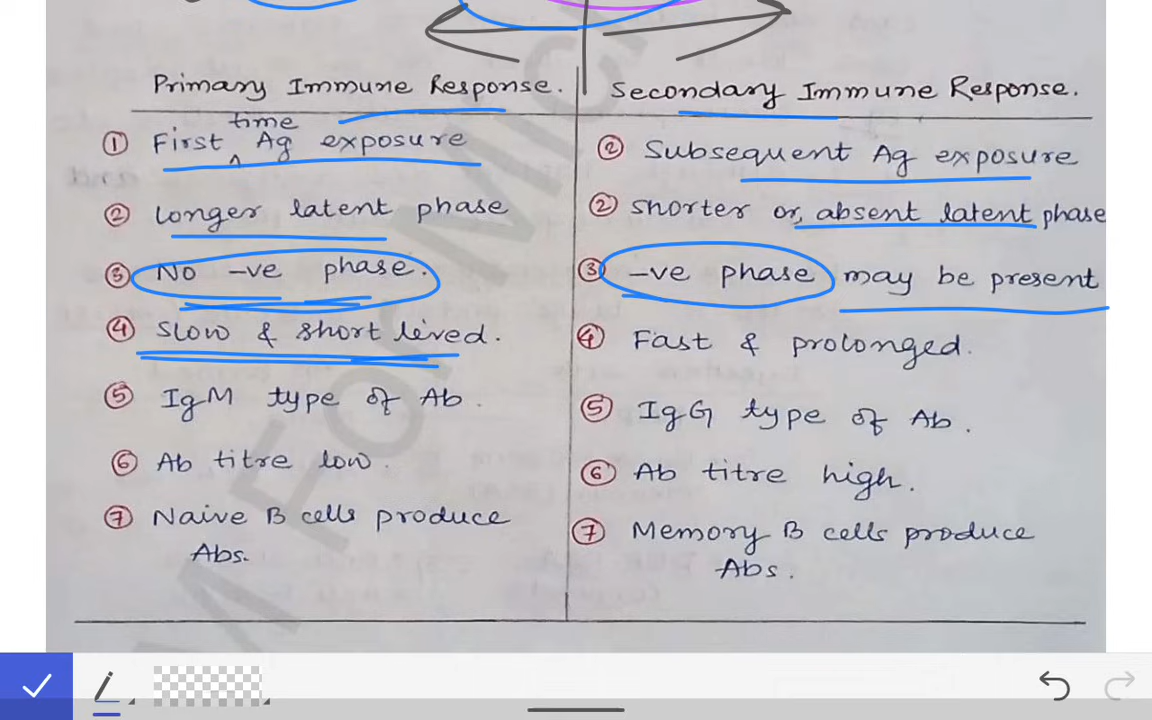 Primary Immune Response.
Secondary Immune Response.
① First time Ag exposure
② Subsequent Ag exposure
② longer latent phase
② shorter or, absent latent phase
③ No -ve phase.
③ -ve phase may be present
④ Slow & short lived.
④ Fast & prolonged.
⑤ IgM type of Ab.
⑤ IgG type of Ab.
⑥ Ab titre low.
⑥ Ab titre high.
⑦ Naive B cells produce
Abs.
⑦ Memory B cells produce
Abs.
M FOR MIC